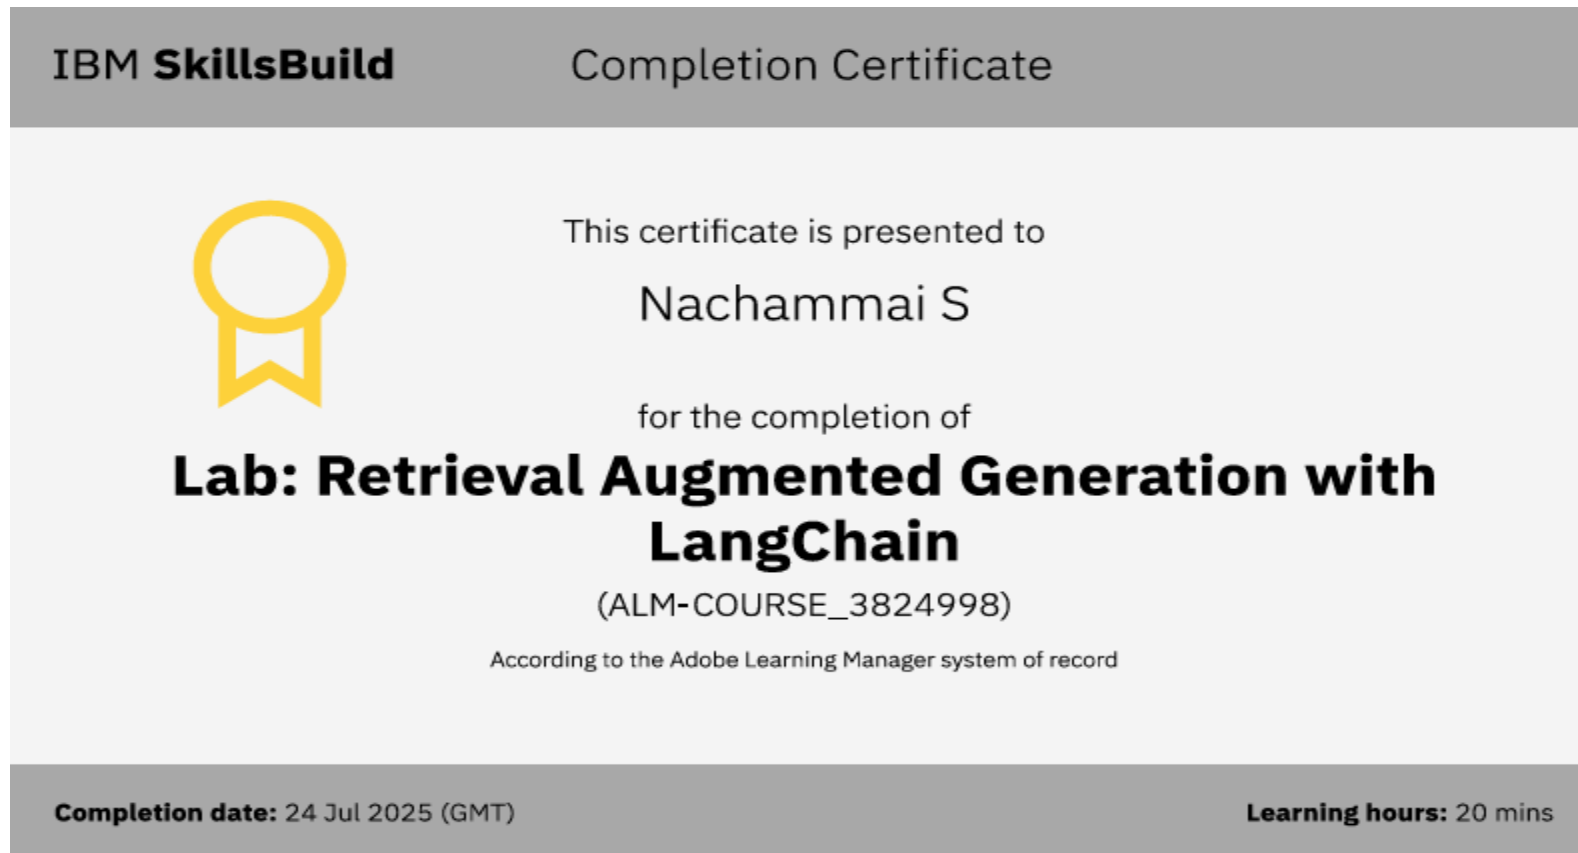 IBM SkillsBuild
Completion Certificate
This certificate is presented to
Nachammai S
for the completion of
Lab: Retrieval Augmented Generation with
LangChain
(ALM-COURSE_3824998)
According to the Adobe Learning Manager system of record
Completion date: 24 Jul 2025 (GMT)
Learning hours: 20 mins